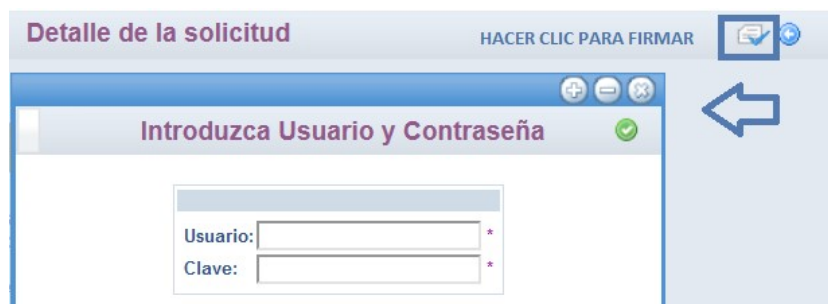 Detalle de la solicitud
HACER CLIC PARA FIRMAR
Introduzca Usuario y Contraseña
Usuario: *
Clave: *